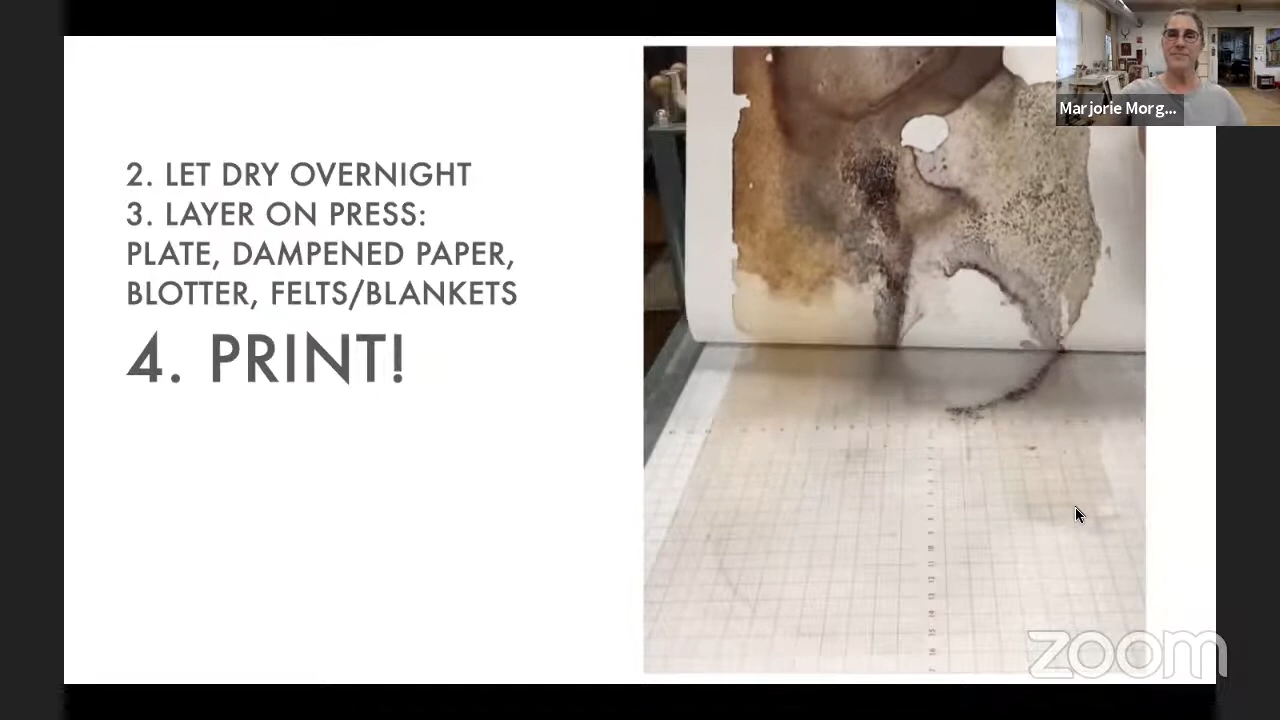 2. LET DRY OVERNIGHT
3. LAYER ON PRESS:
PLATE, DAMPENED PAPER,
BLOTTER, FELTS/BLANKETS
4. PRINT!
Marjorie Morg...
zoom